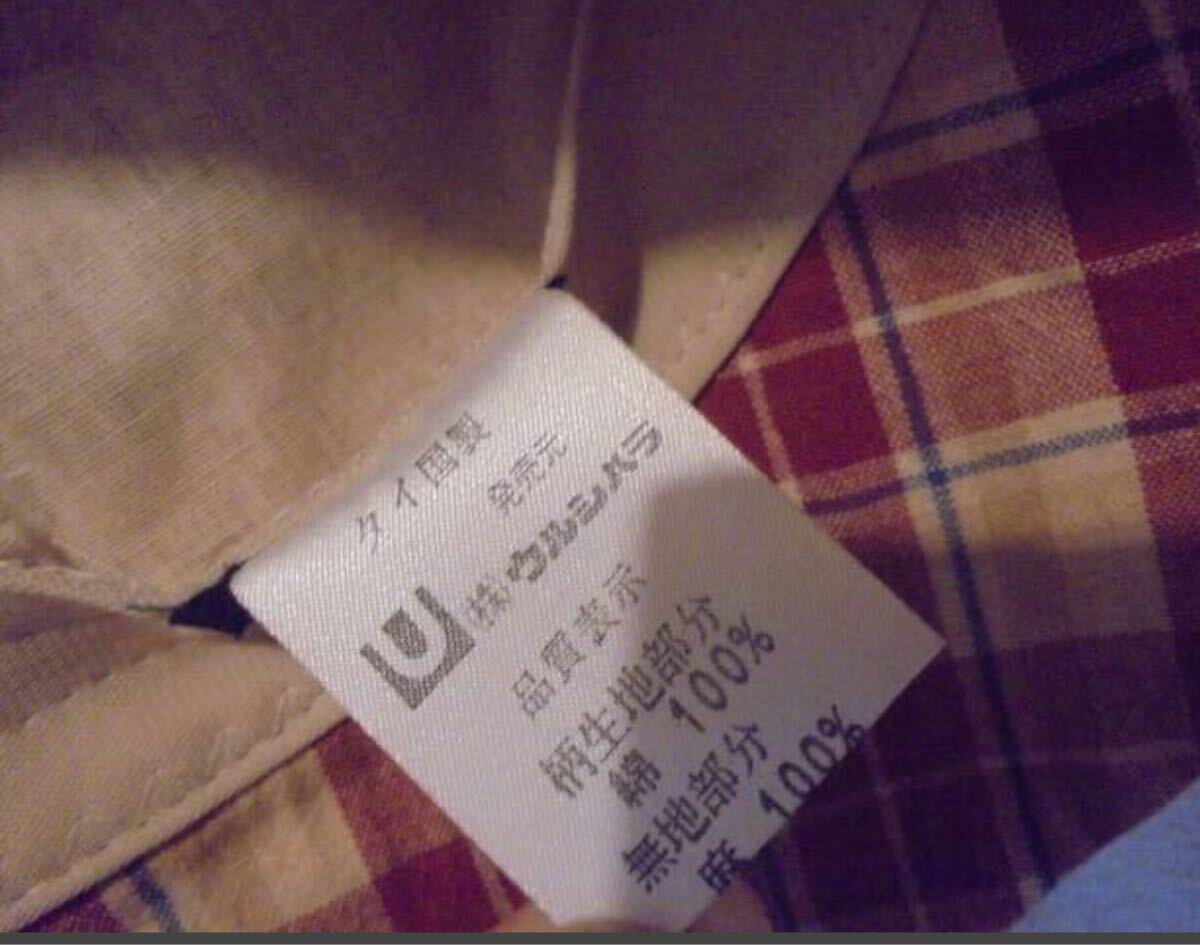 タイ国製
発売元
U
(株)ウルシハラ
品質表示
柄生地部分
綿 100%
無地部分
麻 100%